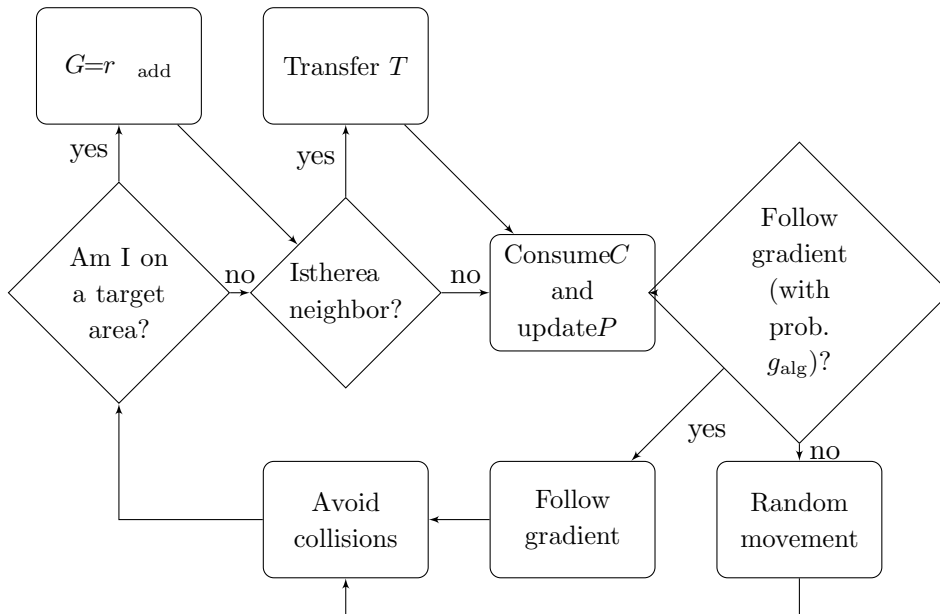 G=r add
Transfer T
yes
yes
Am I on
a target
area?
no
Istherea
neighbor?
no
ConsumeC
and
updateP
Follow
gradient
(with
prob.
galg)?
yes
no
Avoid
collisions
Follow
gradient
Random
movement